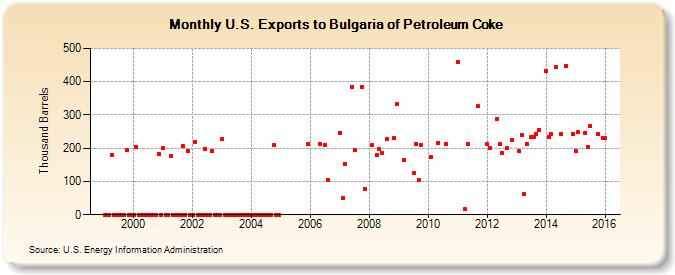 Monthly U.S. Exports to Bulgaria of Petroleum Coke
Thousand Barrels
500
400
300
200
100
0
2000 2002 2004 2006 2008 2010 2012 2014 2016
Source: U.S. Energy Information Administration